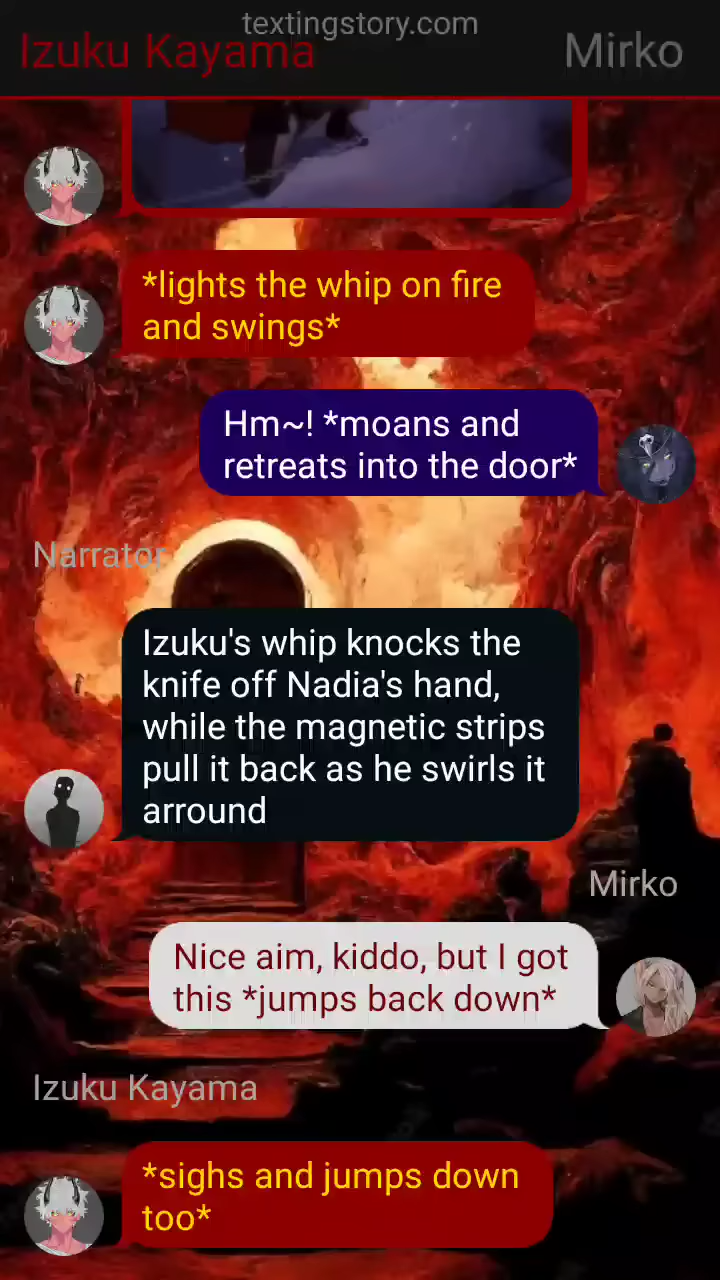 textingstory.com
Izuku Kayama
Mirko
*lights the whip on fire
and swings*
Hm~! *moans and
retreats into the door*
Narrator
Izuku's whip knocks the
knife off Nadia's hand,
while the magnetic strips
pull it back as he swirls it
arround
Mirko
Nice aim, kiddo, but I got
this *jumps back down*
Izuku Kayama
*sighs and jumps down
too*